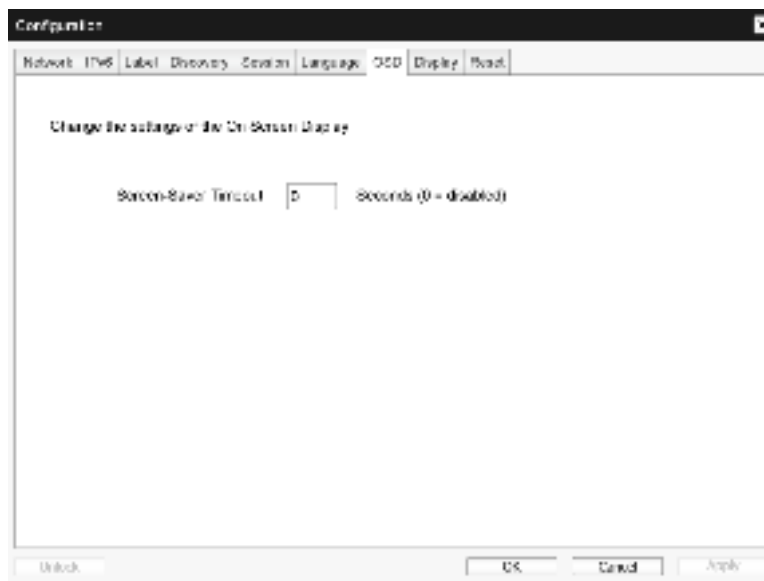 Configuration
Network IPv6 Label Discovery Session Language OSD Display Reset
Change the settings of the On Screen Display
Screen-Saver Timeout 0 Seconds (0 = disabled)
Unlock OK Cancel Apply